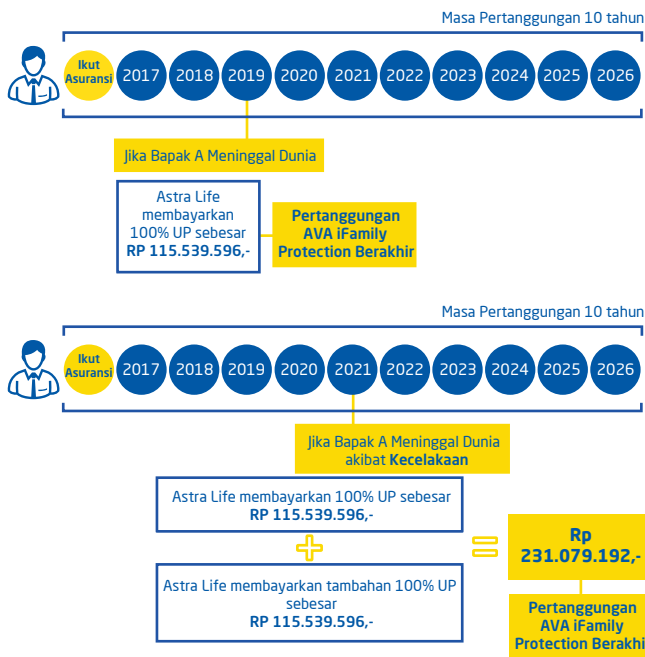 Masa Pertanggungan 10 tahun
Ikut
Asuransi
2017 2018 2019 2020 2021 2022 2023 2024 2025 2026
Jika Bapak A Meninggal Dunia
Astra Life
membayarkan
100% UP sebesar
RP 115.539.596,-
Pertanggungan
AVA iFamily
Protection Berakhir
Masa Pertanggungan 10 tahun
Ikut
Asuransi
2017 2018 2019 2020 2021 2022 2023 2024 2025 2026
Jika Bapak A Meninggal Dunia
akibat Kecelakaan
Astra Life membayarkan 100% UP sebesar
RP 115.539.596,-
+
Astra Life membayarkan tambahan 100% UP
sebesar
RP 115.539.596,-
=
Rp
231.079.192,-
Pertanggungan
AVA iFamily
Protection Berakhi